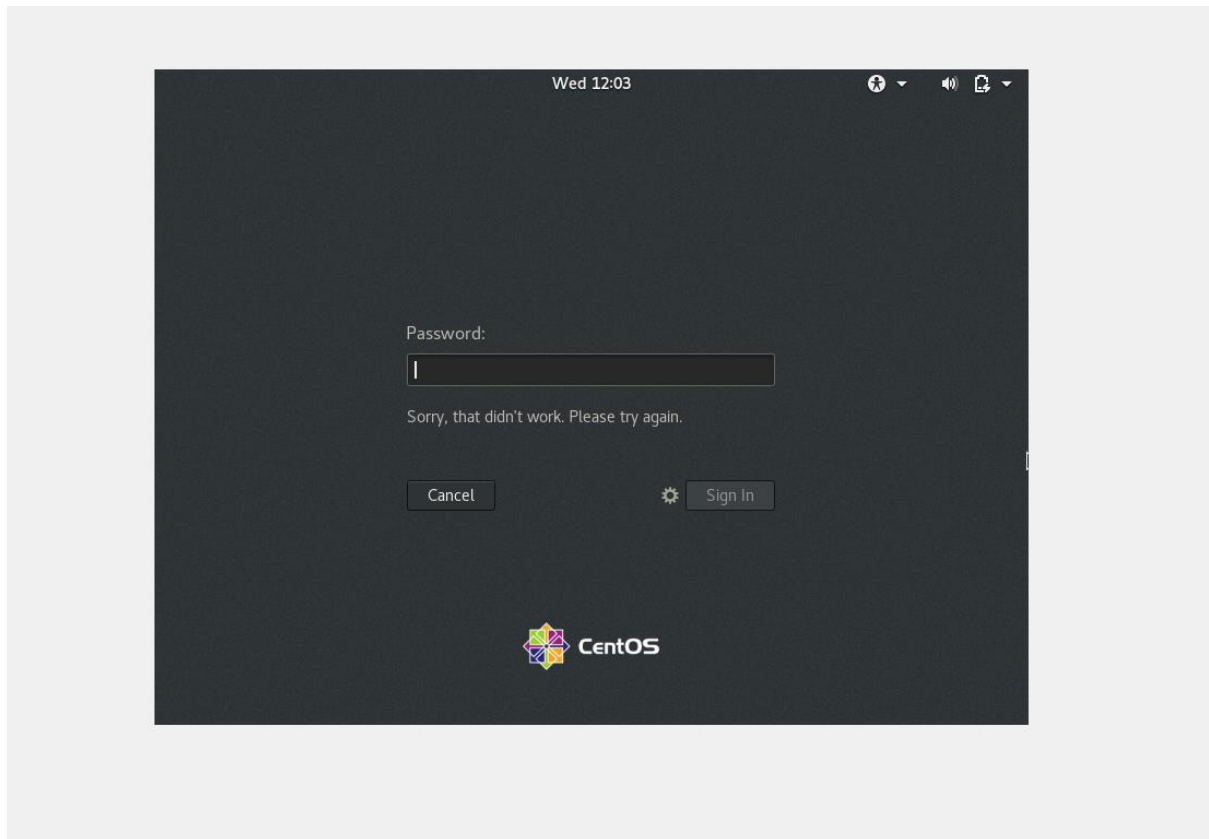 Wed 12:03
Password:
Sorry, that didn't work. Please try again.
Cancel
Sign In
CentOS